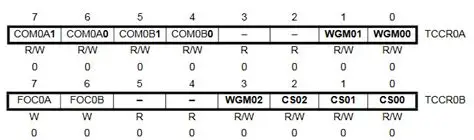 7 6 5 4 3 2 1 0
COM0A1 COM0A0 COM0B1 COM0B0 – – WGM01 WGM00 TCCR0A
R/W R/W R/W R/W R R R/W R/W
0 0 0 0 0 0 0 0
7 6 5 4 3 2 1 0
FOC0A FOC0B – – WGM02 CS02 CS01 CS00 TCCR0B
W W R R R/W R/W R/W R/W
0 0 0 0 0 0 0 0